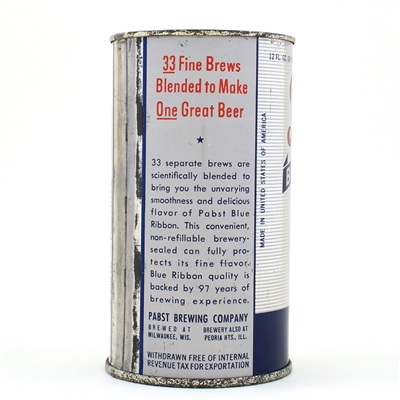 33 Fine Brews
Blended to Make
One Great Beer
33 separate brews are
scientifically blended to
bring you the unvarying
smoothness and delicious
flavor of Pabst Blue
Ribbon. This convenient,
non-refillable brewery-
sealed can fully pro-
tects its fine flavor.
Blue Ribbon quality is
backed by 97 years of
brewing experience.
PABST BREWING COMPANY
BREWED AT
MILWAUKEE, WIS.
BREWERY ALSO AT
PEORIA HTS., ILL.
WITHDRAWN FREE OF INTERNAL
REVENUE TAX FOR EXPORTATION
MADE IN UNITED STATES OF AMERICA
12 FL. OZ.